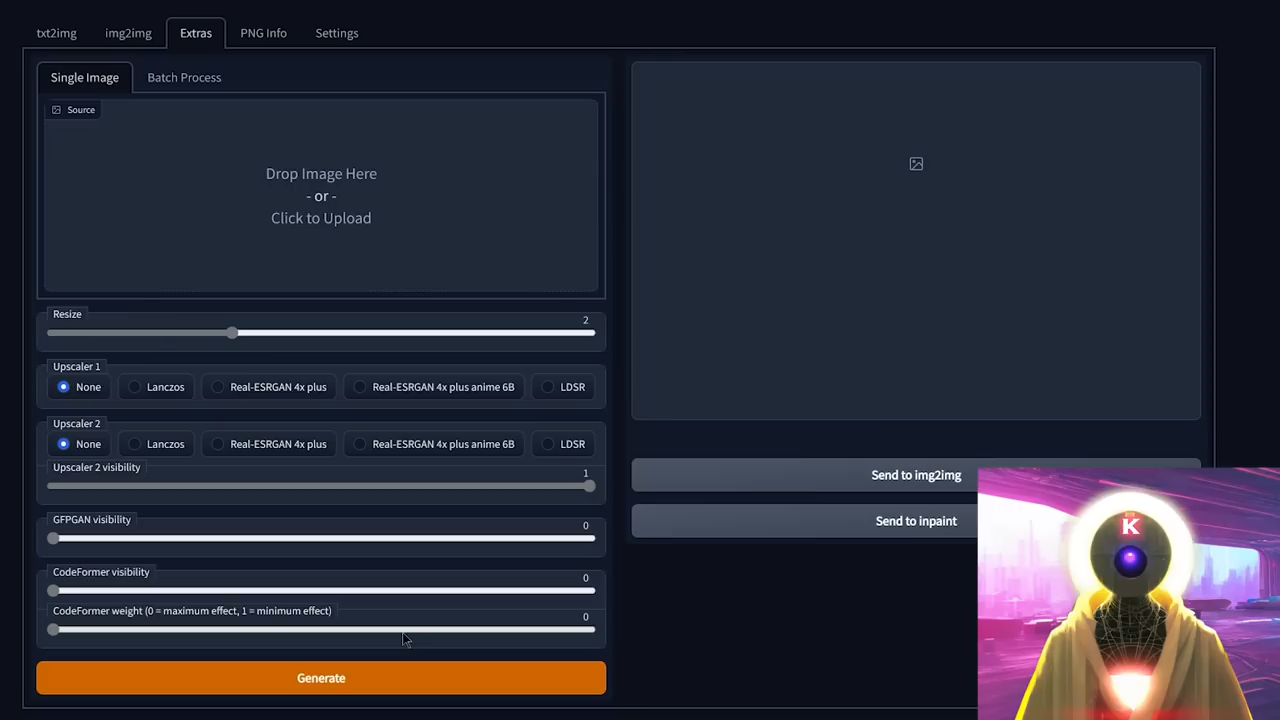 txt2img img2img Extras PNG Info Settings
Single Image Batch Process
Source
Drop Image Here
- or -
Click to Upload
Resize
2
Upscaler 1
None Lanczos Real-ESRGAN 4x plus Real-ESRGAN 4x plus anime 6B LDSR
Upscaler 2
None Lanczos Real-ESRGAN 4x plus Real-ESRGAN 4x plus anime 6B LDSR
Upscaler 2 visibility
1
GFPGAN visibility
0
CodeFormer visibility
0
CodeFormer weight (0 = maximum effect, 1 = minimum effect)
0
Generate
Send to img2img
Send to inpaint
K